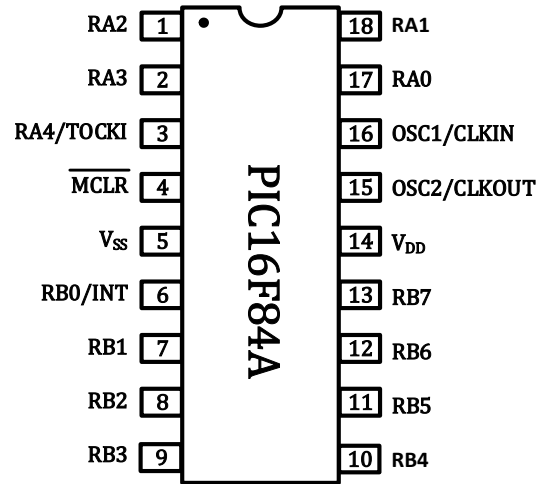 RA2 1 18 RA1
RA3 2 17 RA0
RA4/TOCKI 3 16 OSC1/CLKIN
MCLR 4 15 OSC2/CLKOUT
VSS 5 14 VDD
RB0/INT 6 13 RB7
RB1 7 12 RB6
RB2 8 11 RB5
RB3 9 10 RB4
PIC16F84A